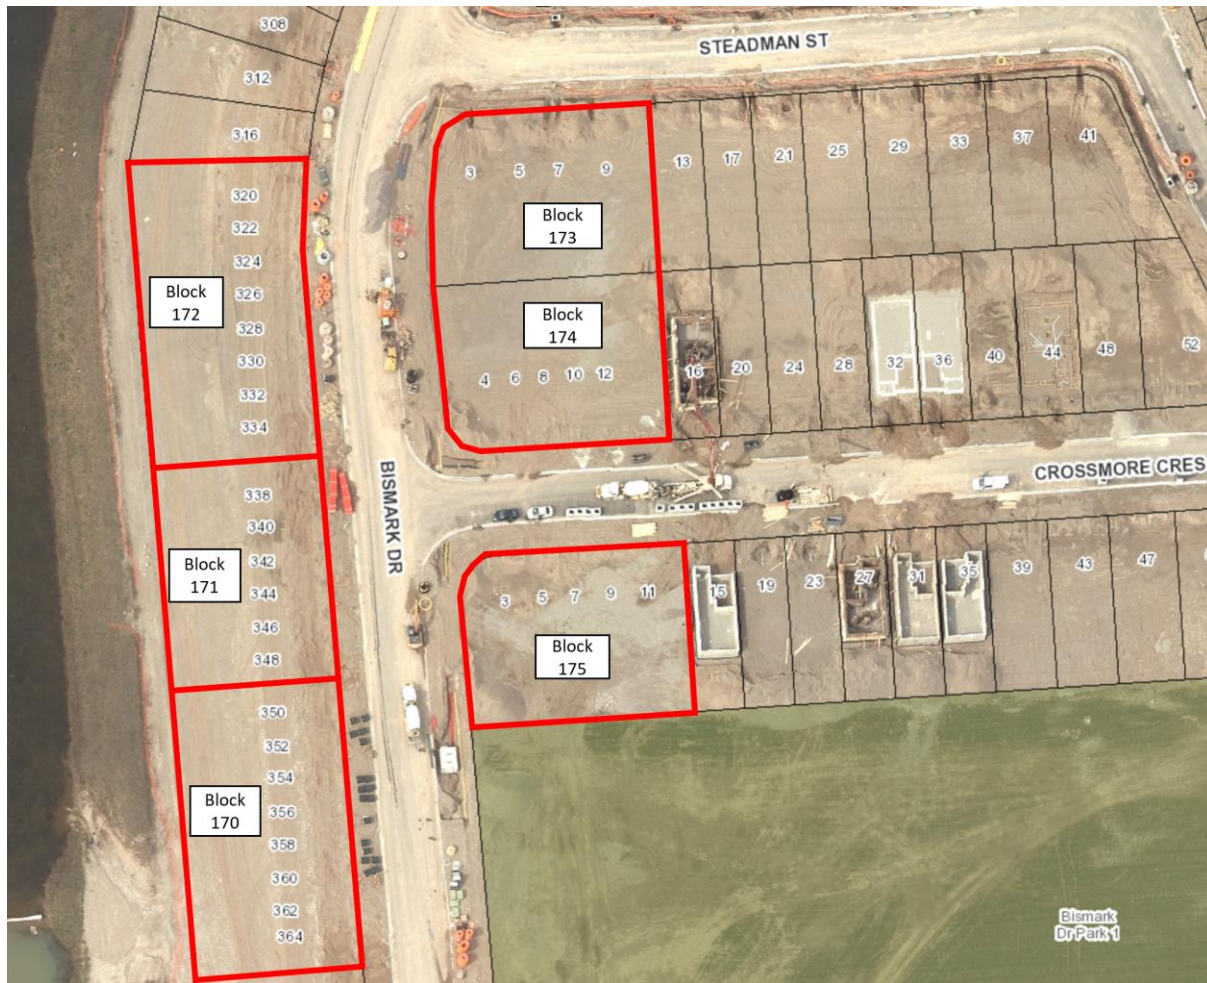 308
STEADMAN ST
312
316
3 5 7 9 13 17 21 25 29 33 37 41
320
322
324
326
328
330
332
334
Block
173
Block
172
Block
174
4 6 8 10 12 16 20 24 28 32 36 40 44 48 52
BISMARK DR
CROSSMORE CRES
338
340
342
344
346
348
Block
171
3 5 7 9 11 15 19 23 27 31 35 39 43 47
Block
175
350
352
354
356
358
360
362
364
Block
170
Bismark
Dr Park 1